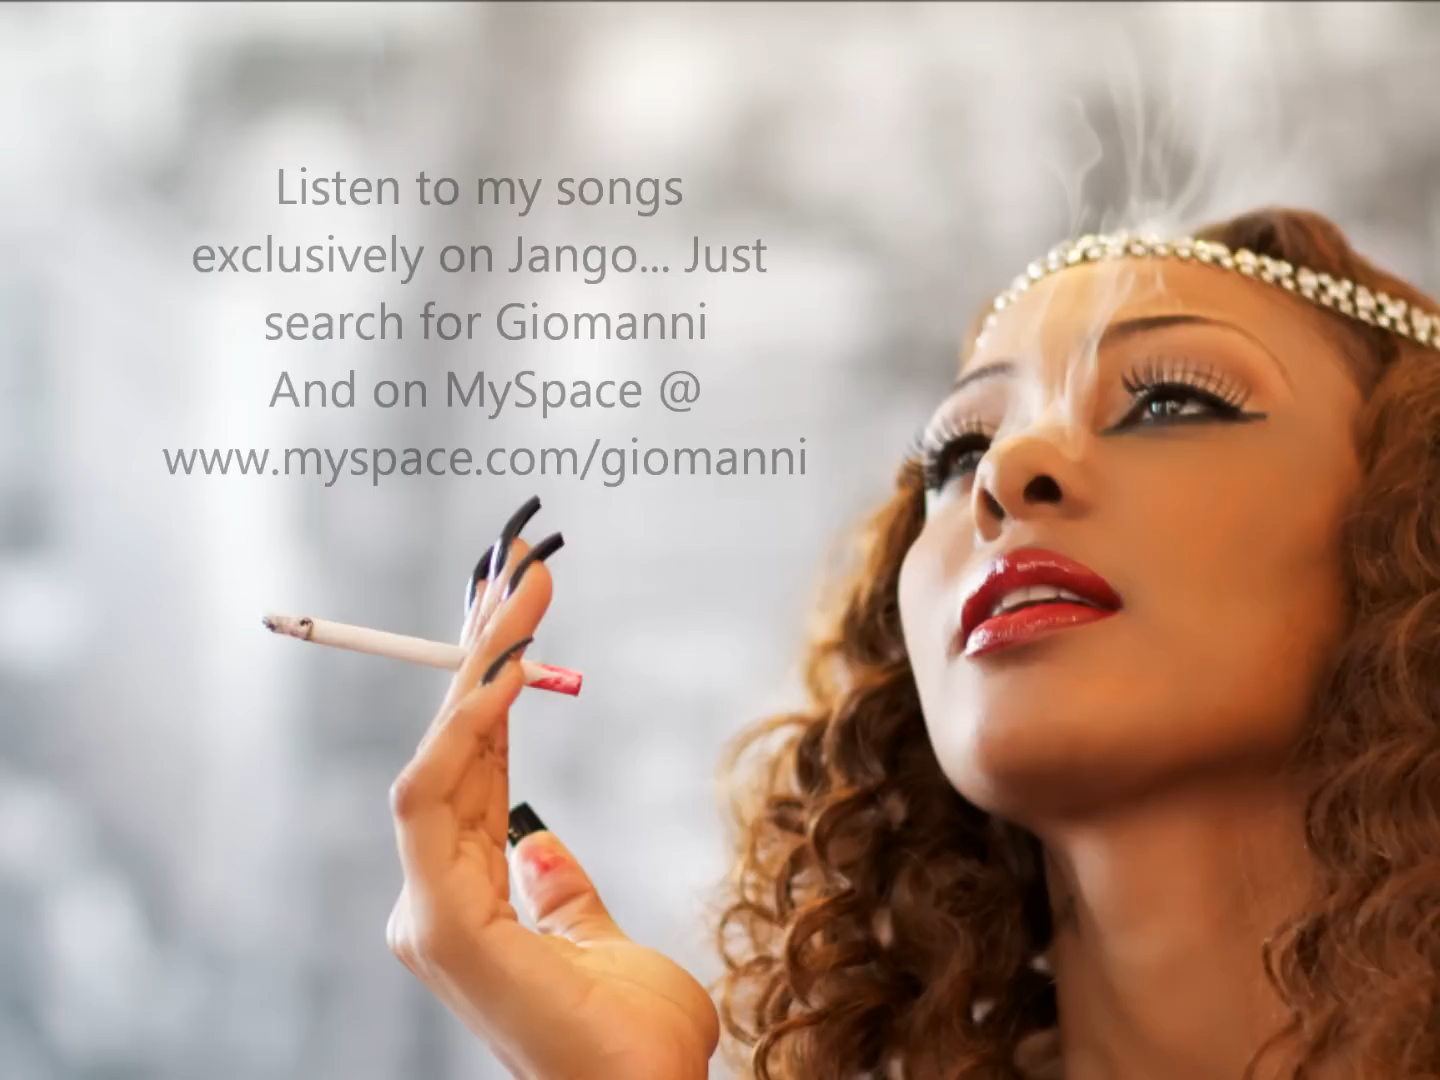 Listen to my songs
exclusively on Jango... Just
search for Giomanni
And on MySpace @
www.myspace.com/giomanni